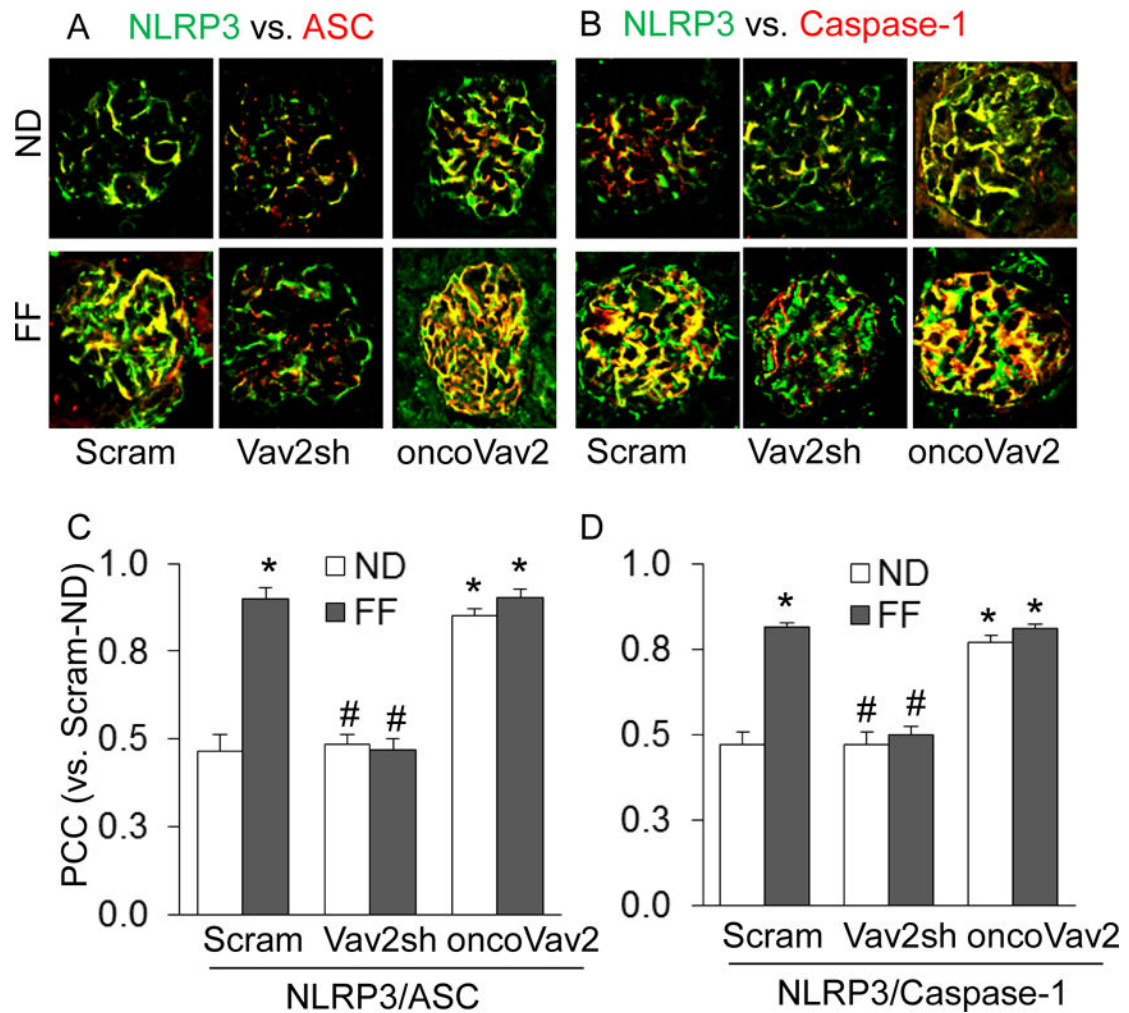 A NLRP3 vs. ASC
B NLRP3 vs. Caspase-1
ND
FF
Scram Vav2sh oncoVav2
Scram Vav2sh oncoVav2
C
PCC (vs. Scram-ND)
1.0
0.8
0.5
0.3
0.0
ND
FF
*
#
#
*
*
Scram Vav2sh oncoVav2
NLRP3/ASC
D
1.0
0.8
0.5
0.3
0.0
ND
FF
*
#
#
*
*
Scram Vav2sh oncoVav2
NLRP3/Caspase-1